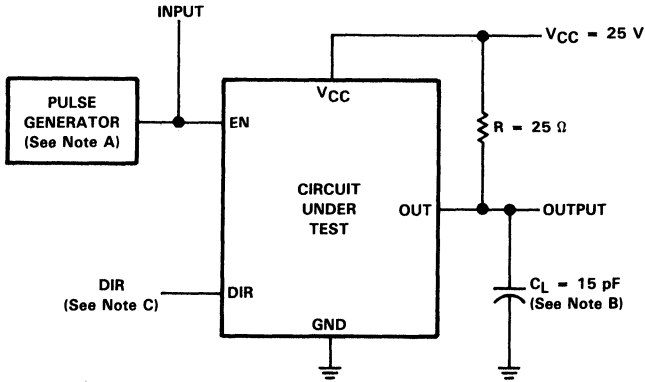 INPUT
VCC = 25 V
PULSE
GENERATOR
(See Note A)
VCC
EN
R = 25 Ω
CIRCUIT
UNDER
TEST
OUT
OUTPUT
DIR
(See Note C)
DIR
CL = 15 pF
(See Note B)
GND